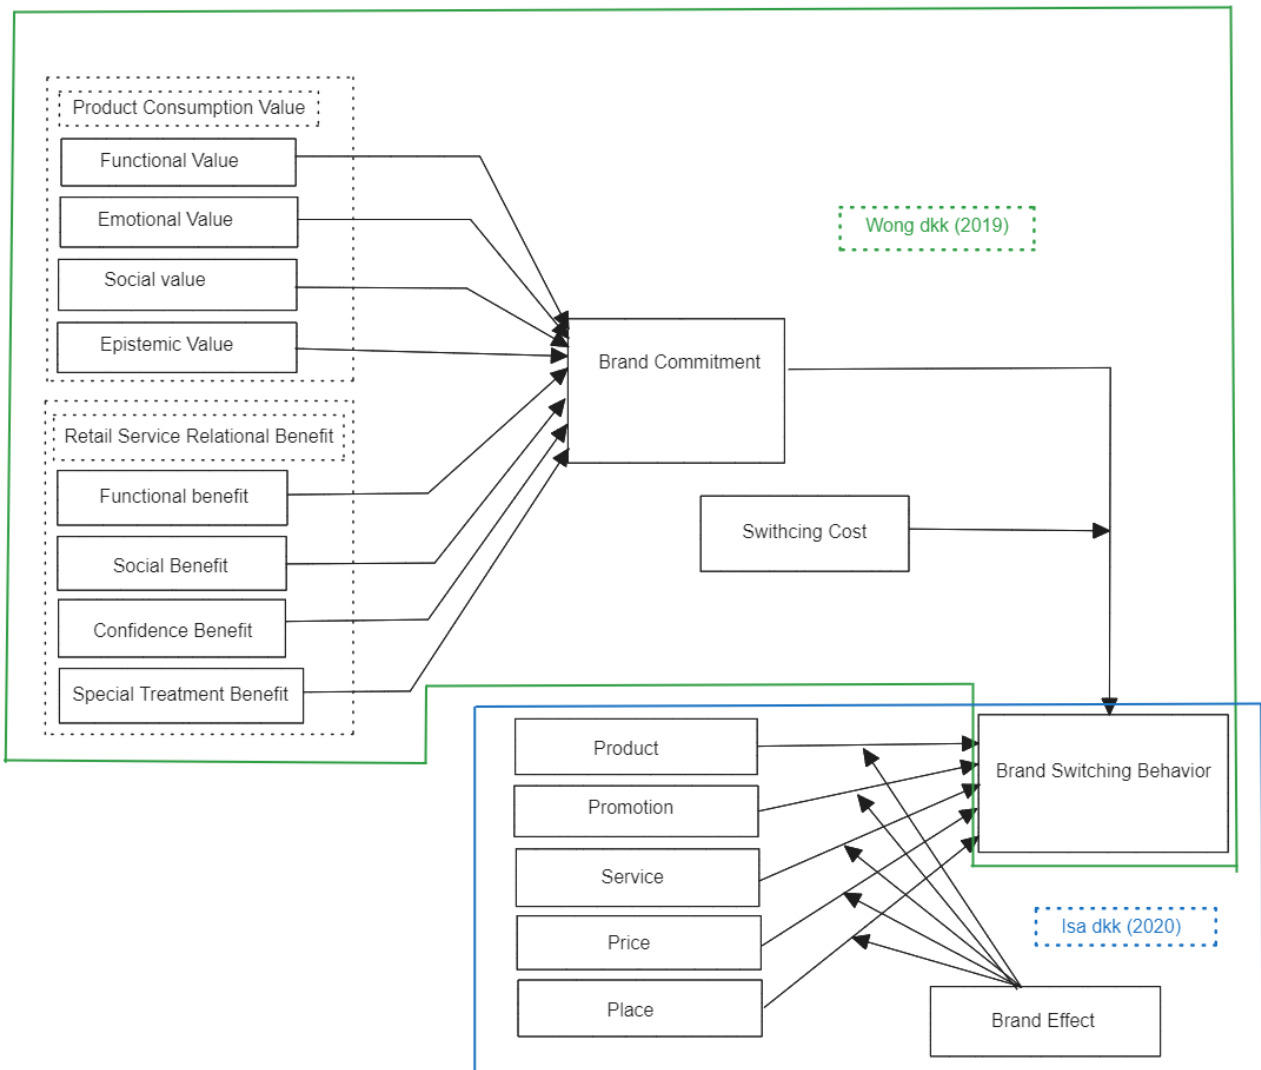 Product Consumption Value
Functional Value
Emotional Value
Social value
Epistemic Value
Wong dkk (2019)
Brand Commitment
Retail Service Relational Benefit
Functional benefit
Social Benefit
Confidence Benefit
Special Treatment Benefit
Swithcing Cost
Product
Promotion
Service
Price
Place
Brand Switching Behavior
Isa dkk (2020)
Brand Effect